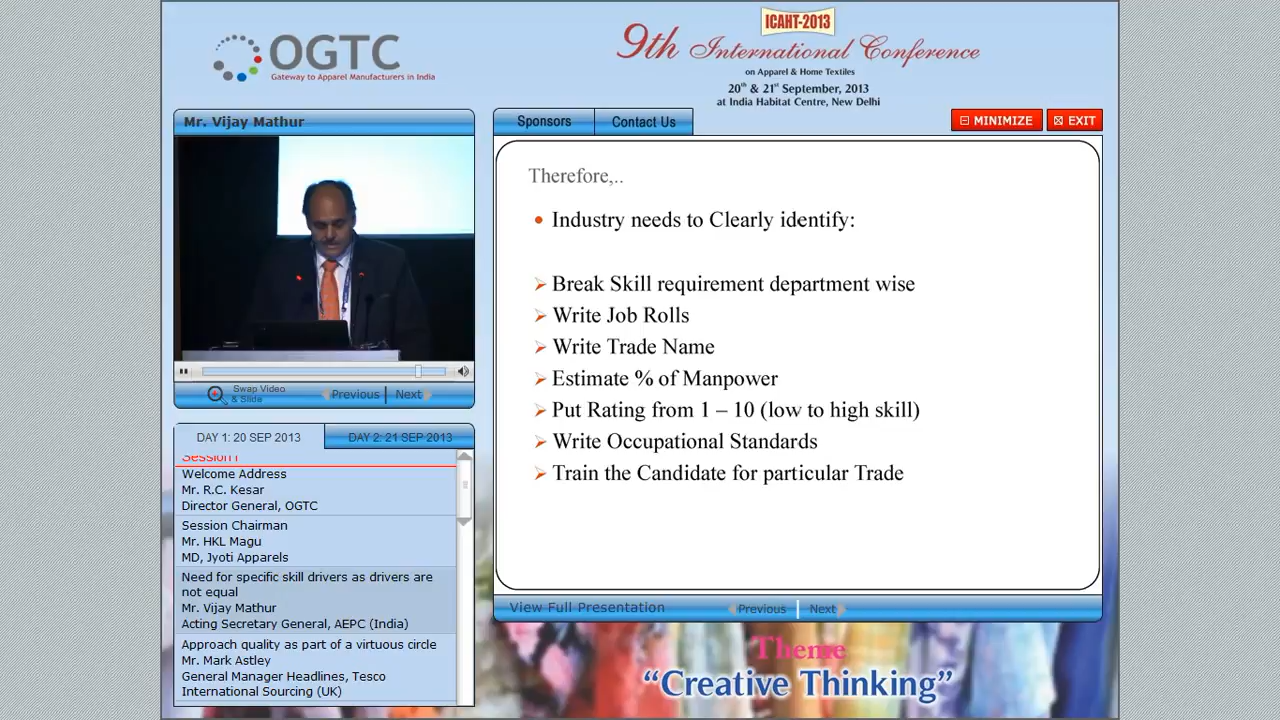 OGTC
Gateway to Apparel Manufacturers in India
ICAHT-2013
9th International Conference
on Apparel & Home Textiles
20th & 21st September, 2013
at India Habitat Centre, New Delhi
Mr. Vijay Mathur
Sponsors
Contact Us
MINIMIZE
EXIT
Therefore,..
Industry needs to Clearly identify:
Break Skill requirement department wise
Write Job Rolls
Write Trade Name
Estimate % of Manpower
Put Rating from 1 – 10 (low to high skill)
Write Occupational Standards
Train the Candidate for particular Trade
Swap Video
& Slide
Previous | Next
DAY 1: 20 SEP 2013
DAY 2: 21 SEP 2013
Session I
Welcome Address
Mr. R.C. Kesar
Director General, OGTC
Session Chairman
Mr. HKL Magu
MD, Jyoti Apparels
Need for specific skill drivers as drivers are
not equal
Mr. Vijay Mathur
Acting Secretary General, AEPC (India)
Approach quality as part of a virtuous circle
Mr. Mark Astley
General Manager Headlines, Tesco
International Sourcing (UK)
View Full Presentation
Previous | Next
Theme
“Creative Thinking”